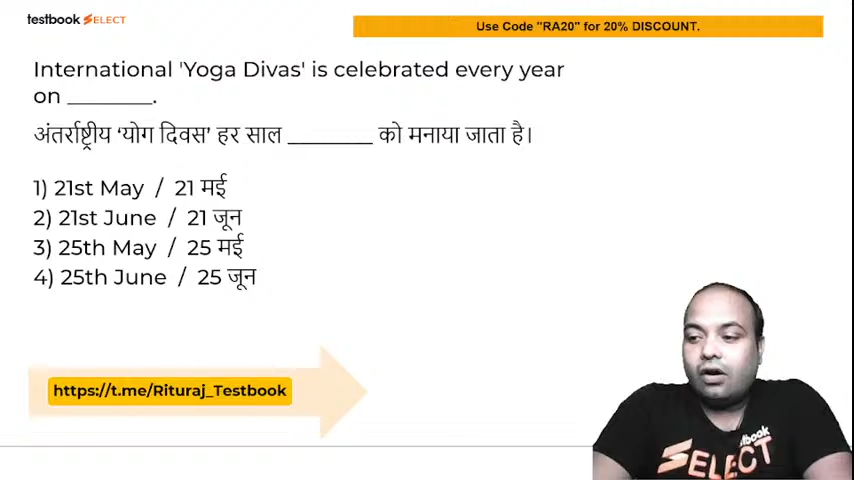 testbook SELECT
Use Code "RA20" for 20% DISCOUNT.
International 'Yoga Divas' is celebrated every year
on _______.
अंतर्राष्ट्रीय ‘योग दिवस’ हर साल ________ को मनाया जाता है।
1) 21st May / 21 मई
2) 21st June / 21 जून
3) 25th May / 25 मई
4) 25th June / 25 जून
https://t.me/Rituraj_Testbook
testbook
SELECT